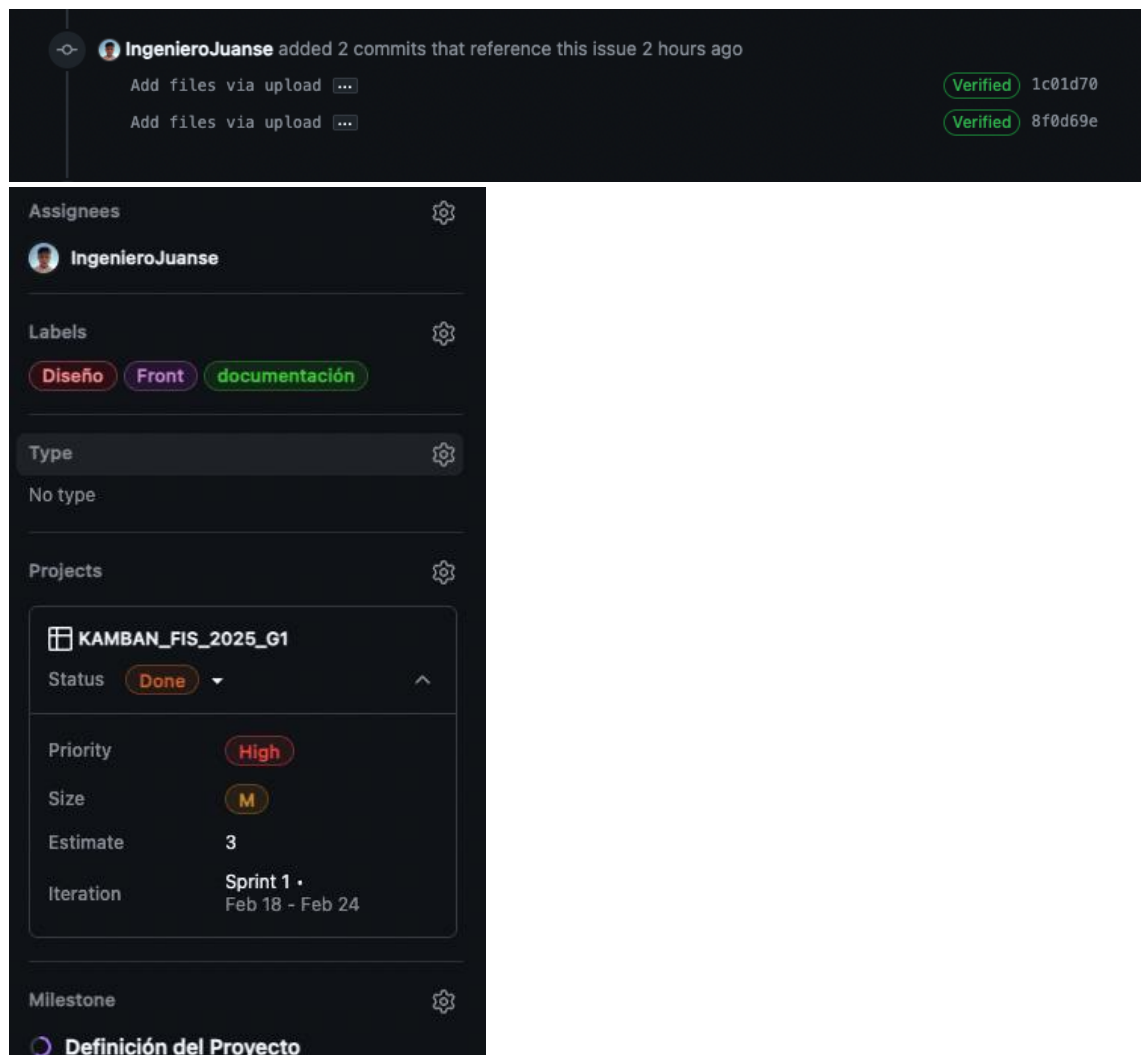 IngenieroJuanse added 2 commits that reference this issue 2 hours ago
Add files via upload ... Verified 1c01d70
Add files via upload ... Verified 8f0d69e
Assignees
IngenieroJuanse
Labels
Diseño Front documentación
Type
No type
Projects
KAMBAN_FIS_2025_G1
Status Done
Priority High
Size M
Estimate 3
Iteration Sprint 1 •
Feb 18 - Feb 24
Milestone
Definición del Proyecto